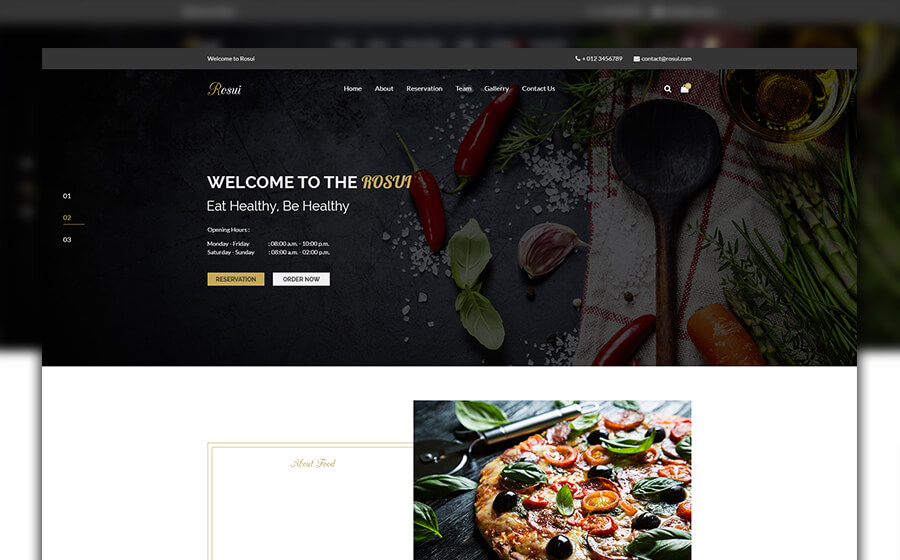 Welcome to Rosui
+ 012 3456789
contact@rosui.com
Rosui
Home About Reservation Team Gallerry Contact Us
WELCOME TO THE ROSUI
Eat Healthy, Be Healthy
Opening Hours :
Monday - Friday : 08:00 a.m. - 10:00 p.m.
Saturday - Sunday : 08:00 a.m. - 02:00 p.m.
RESERVATION
ORDER NOW
01
02
03
About Food